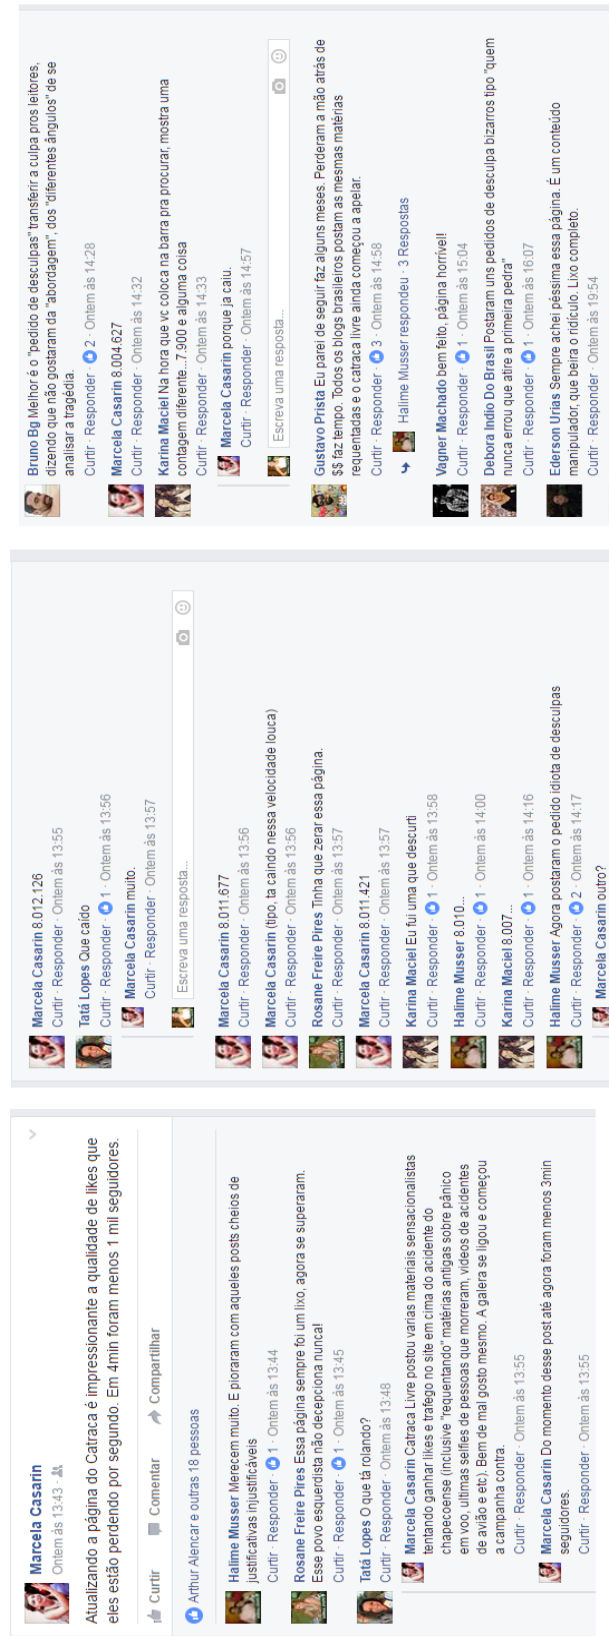 Marcela Casarin
Ontem às 13:43 ·
Atualizando a página do Catraca é impressionante a qualidade de likes que
eles estão perdendo por segundo. Em 4min foram menos 1 mil seguidores.
Curtir Comentar Compartilhar
Arthur Alencar e outras 18 pessoas
Halime Musser Merecem muito. E pioraram com aqueles posts cheios de
justificativas injustificáveis
Curtir · Responder · 1 · Ontem às 13:44
Rosane Freire Pires Essa página sempre foi um lixo, agora se superaram.
Esse povo esquerdista não decepciona nunca!
Curtir · Responder · 1 · Ontem às 13:45
Tatá Lopes O que tá rolando?
Curtir · Responder · Ontem às 13:48
Marcela Casarin Catraca Livre postou varias materiais sensacionalistas
tentando ganhar likes e trafego no site em cima do acidente do
chapecoense (inclusive "requentando" matérias antigas sobre pânico
em voo, ultimas selfies de pessoas que morreram, videos de acidentes
de avião e etc). Bem de mal gosto mesmo. A galera se ligou e começou
a campanha contra.
Curtir · Responder · Ontem às 13:55
Marcela Casarin Do momento desse post até agora foram menos 3min
seguidores.
Curtir · Responder · Ontem às 13:55
Marcela Casarin 8.012.126
Curtir · Responder · Ontem às 13:55
Tatá Lopes Que caído
Curtir · Responder · 1 · Ontem às 13:56
Marcela Casarin muito.
Curtir · Responder · Ontem às 13:57
Escreva uma resposta...
Marcela Casarin 8.011.677
Curtir · Responder · Ontem às 13:56
Marcela Casarin (tipo, ta caindo nessa velocidade louca)
Curtir · Responder · Ontem às 13:56
Rosane Freire Pires Tinha que zerar essa página.
Curtir · Responder · Ontem às 13:57
Marcela Casarin 8.011.421
Curtir · Responder · Ontem às 13:57
Karina Maciel Eu fui uma que descurti
Curtir · Responder · 1 · Ontem às 13:58
Halime Musser 8.010...
Curtir · Responder · 1 · Ontem às 14:00
Karina Maciel 8.007...
Curtir · Responder · 1 · Ontem às 14:16
Halime Musser Agora postaram o pedido idiota de desculpas
Curtir · Responder · 2 · Ontem às 14:17
Marcela Casarin outro?
Bruno Bg Melhor é o "pedido de desculpas" transferir a culpa pros leitores,
dizendo que não gostaram da "abordagem", dos "diferentes ângulos" de se
analisar a tragédia.
Curtir · Responder · 2 · Ontem às 14:28
Marcela Casarin 8.004.627
Curtir · Responder · Ontem às 14:32
Karina Maciel Na hora que vc coloca na barra pra procurar, mostra uma
contagem diferente...7.900 e alguma coisa
Curtir · Responder · Ontem às 14:33
Marcela Casarin porque ja caiu.
Curtir · Responder · Ontem às 14:57
Escreva uma resposta...
Gustavo Prista Eu parei de seguir faz alguns meses. Perderam a mão atrás de
$$ faz tempo. Todos os blogs brasileiros postam as mesmas matérias
requentadas e o catraca livre ainda começou a apelar.
Curtir · Responder · 3 · Ontem às 14:58
Halime Musser respondeu · 3 Respostas
Vagner Machado bem feito, página horrível!
Curtir · Responder · 1 · Ontem às 15:04
Debora Indio Do Brasil Postaram uns pedidos de desculpa bizarros tipo "quem
nunca errou que atire a primeira pedra"
Curtir · Responder · 1 · Ontem às 16:07
Ederson Urias Sempre achei péssima essa página. É um conteúdo
manipulador, que beira o ridículo. Lixo completo.
Curtir · Responder · Ontem às 19:54